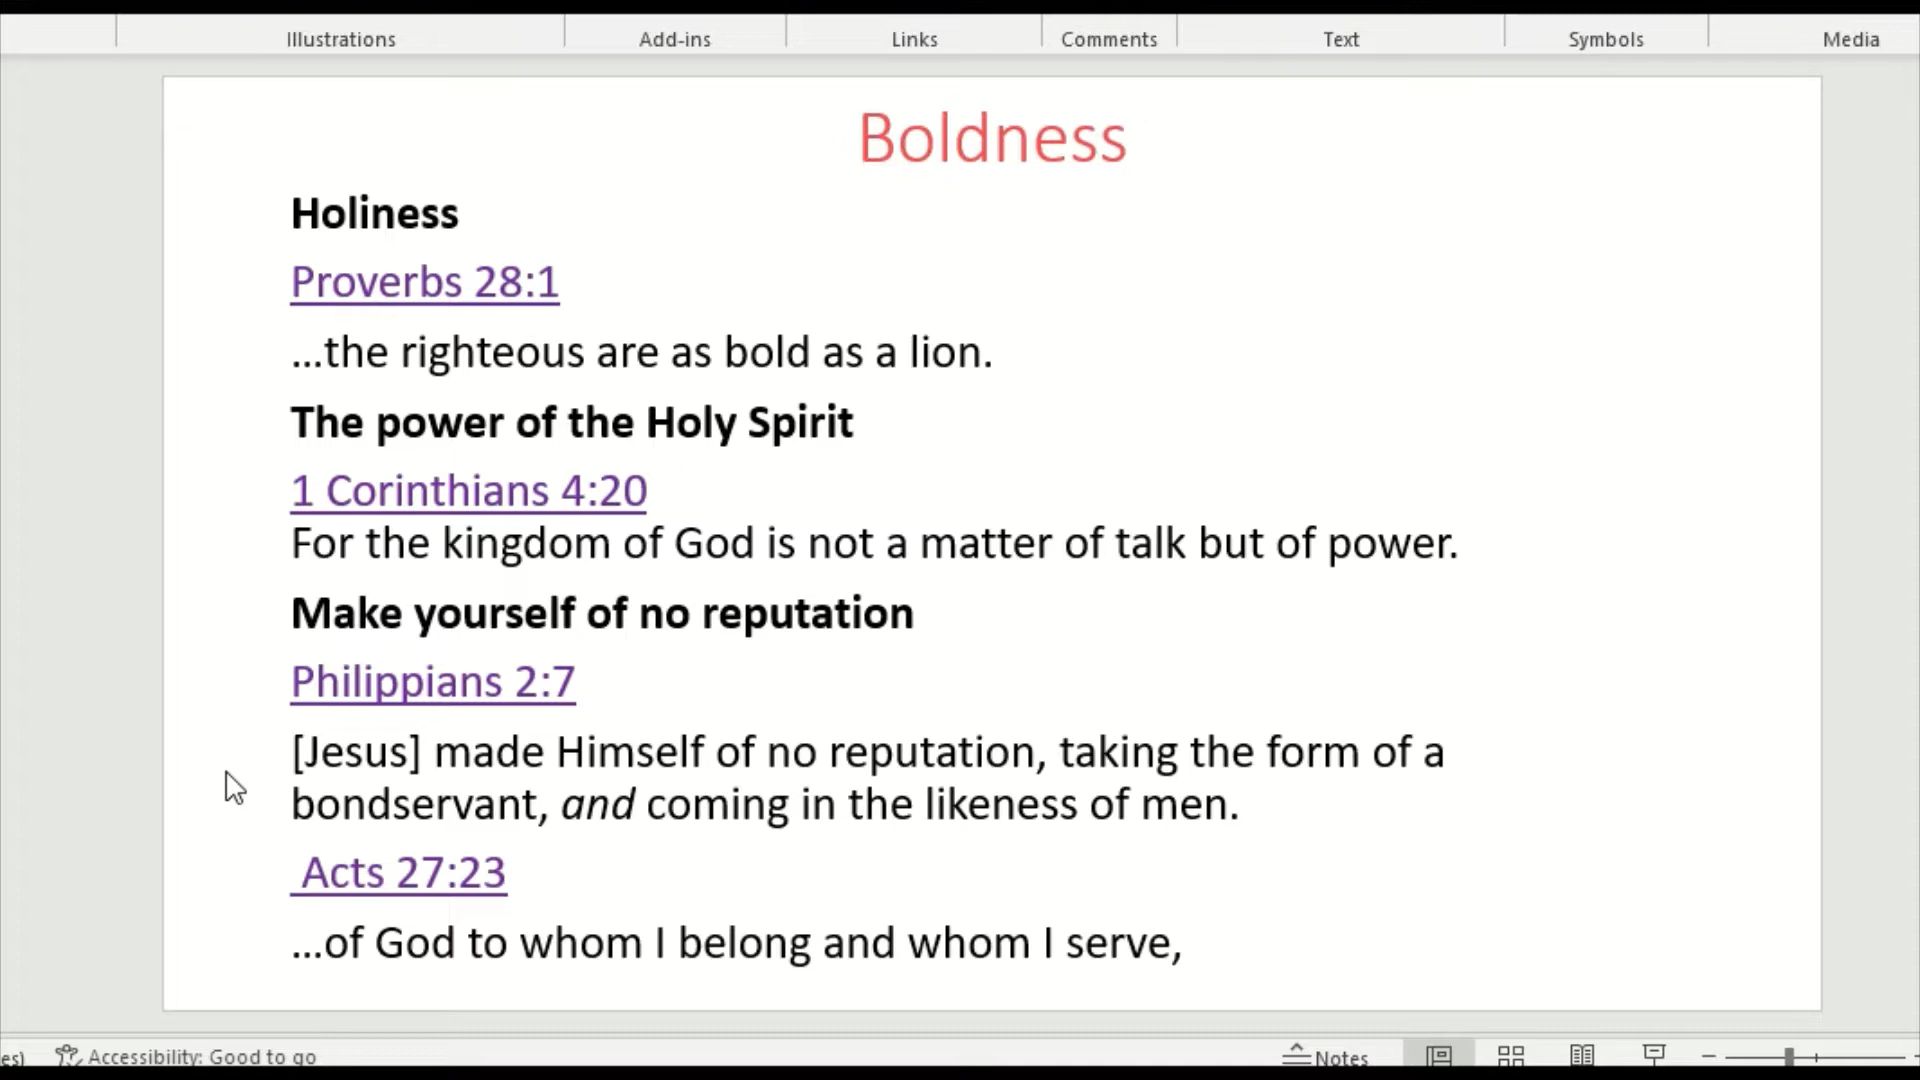 Illustrations Add-ins Links Comments Text Symbols Media
Boldness
Holiness
Proverbs 28:1
...the righteous are as bold as a lion.
The power of the Holy Spirit
1 Corinthians 4:20
For the kingdom of God is not a matter of talk but of power.
Make yourself of no reputation
Philippians 2:7
[Jesus] made Himself of no reputation, taking the form of a
bondservant, and coming in the likeness of men.
Acts 27:23
...of God to whom I belong and whom I serve,
es) Accessibility: Good to go Notes